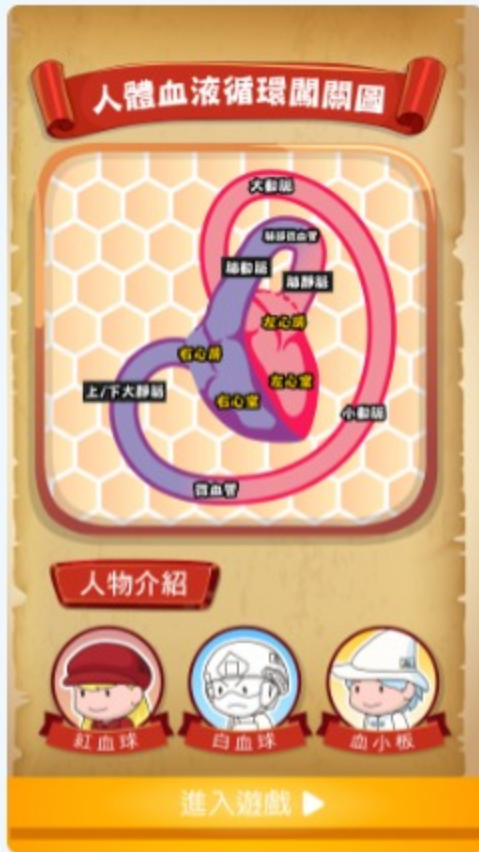 人體血液循環闖關圖
大動脈
肺部微血管
肺動脈
肺靜脈
左心房
右心房
左心室
上/下大靜脈
右心室
小動脈
微血管
人物介紹
紅血球
白血球
血小板
進入遊戲